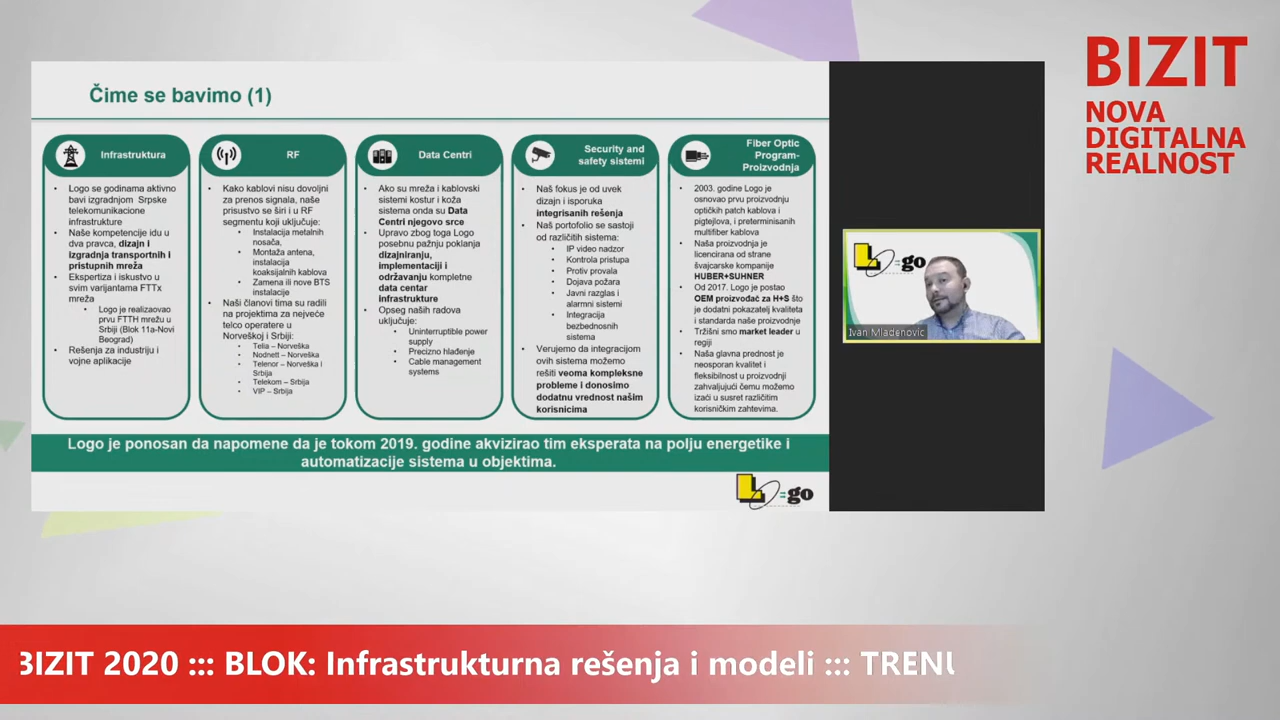 BIZIT
NOVA
DIGITALNA
REALNOST
Čime se bavimo (1)
Infrastruktura
• Logo se godinama aktivno
bavi izgradnjom Srpske
telekomunikacione
infrastrukture
• Naše kompetencije idu u
dva pravca, dizajn i
izgradnja transportnih i
pristupnih mreža
• Ekspertiza i iskustvo u
svim varijantama FTTx
mreža
• Logo je realizaovao
prvu FTTH mrežu u
Srbiji (Blok 11a-Novi
Beograd)
• Rešenja za industriju i
vojne aplikacije
RF
• Kako kablovi nisu dovoljni
za prenos signala, naše
prisustvo se širi i u RF
segmentu koji uključuje:
• Instalacija metalnih
nosača,
• Montaža antena,
instalacija
koaksijalnih kablova
• Zamena ili nove BTS
instalacije
• Naši članovi tima su radili
na projektima za nejveće
telco operatere u
Norveškoj i Srbiji:
• Telia – Norveška
• Nodnett – Norveška
• Telenor – Norveška i
Srbija
• Telekom – Srbija
• VIP – Srbija
Data Centri
• Ako su mreža i kablovski
sistemi kostur i koža
sistema onda su Data
Centri njegovo srce
• Upravo zbog toga Logo
posebnu pažnju poklanja
dizajniranju,
implementaciji i
održavanju kompletne
data centar
infrastrukture
• Opseg naših radova
uključuje:
• Uninterruptible power
supply
• Precizno hlađenje
• Cable management
systems
Security and
safety sistemi
• Naš fokus je od uvek
dizajn i isporuka
integrisanih rešenja
• Naš portofolio se sastoji
od različitih sistema:
• IP video nadzor
• Kontrola pristupa
• Protiv provala
• Dojava požara
• Javni razglas i
alarmni sistemi
• Integracija
bezbednosnih
sistema
• Verujemo da integracijom
ovih sistema možemo
rešiti veoma kompleksne
probleme i donosimo
dodatnu vrednost našim
korisnicima
Fiber Optic
Program-
Proizvodnja
• 2003. godine Logo je
osnovao prvu proizvodnju
optičkih patch kablova i
pigtejlova, i preterminisanih
multifiber kablova
• Naša proizvodnja je
licencirana od strane
švajcarske kompanije
HUBER+SUHNER
• Od 2017. Logo je postao
OEM proizvođač za H+S što
je dodatni pokazatelj kvaliteta
i standarda naše proizvodnje
• Tržišni smo market leader u
regiji
• Naša glavna prednost je
neosporan kvalitet i
fleksibilnost u proizvodnji
zahvaljujući čemu možemo
izaći u susret različitim
korisničkim zahtevima.
Logo je ponosan da napomene da je tokom 2019. godine akvizirao tim eksperata na polju energetike i
automatizacije sistema u objektima.
Logo
Logo
Ivan Mladenovic
BIZIT 2020 ::: BLOK: Infrastrukturna rešenja i modeli ::: TRENU